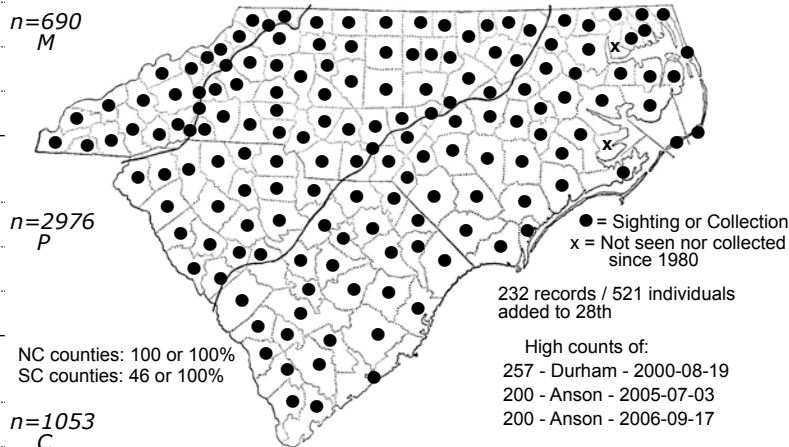 n=690
M
x
x
n=2976
P
● = Sighting or Collection
x = Not seen nor collected
since 1980
232 records / 521 individuals
added to 28th
NC counties: 100 or 100%
SC counties: 46 or 100%
High counts of:
257 - Durham - 2000-08-19
200 - Anson - 2005-07-03
200 - Anson - 2006-09-17
n=1053
C